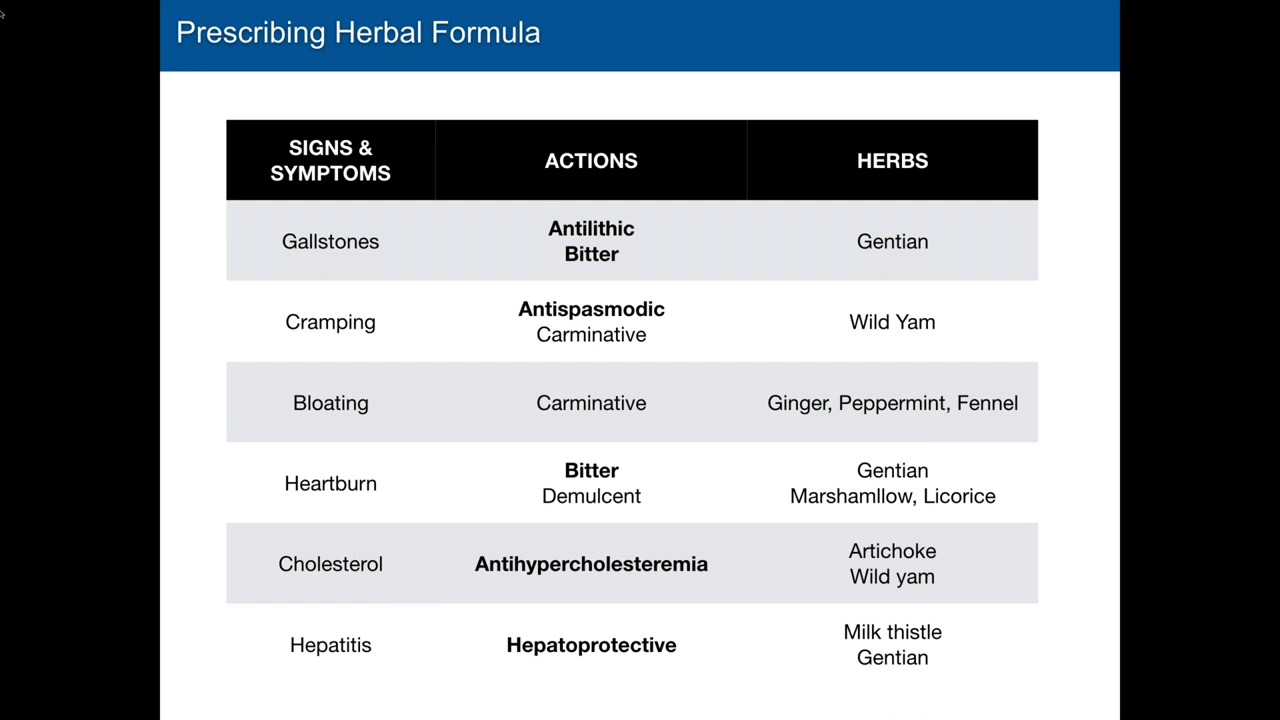 Prescribing Herbal Formula
SIGNS &
SYMPTOMS
ACTIONS
HERBS
Gallstones
Antilithic
Bitter
Gentian
Cramping
Antispasmodic
Carminative
Wild Yam
Bloating
Carminative
Ginger, Peppermint, Fennel
Heartburn
Bitter
Demulcent
Gentian
Marshamllow, Licorice
Cholesterol
Antihypercholesteremia
Artichoke
Wild yam
Hepatitis
Hepatoprotective
Milk thistle
Gentian